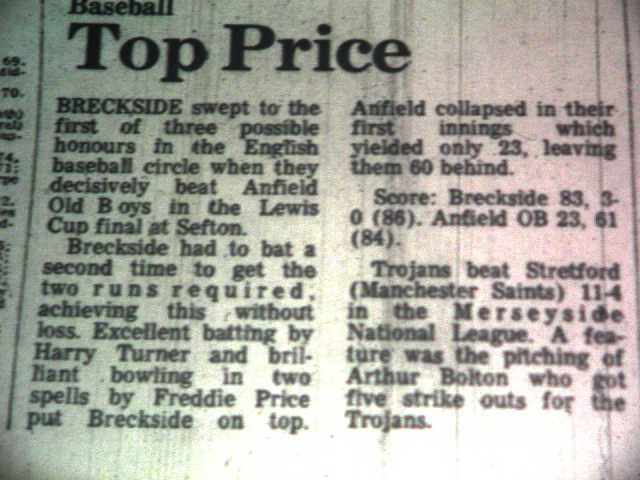 Baseball
Top Price
BRECKSIDE swept to the
first of three possible
honours in the English
baseball circle when they
decisively beat Anfield
Old Boys in the Lewis
Cup final at Sefton.
Breckside had to bat a
second time to get the
two runs required,
achieving this without
loss. Excellent batting by
Harry Turner and bril-
liant bowling in two
spells by Freddie Price
put Breckside on top.
Anfield collapsed in their
first innings which
yielded only 23, leaving
them 60 behind.
Score: Breckside 83, 3-
0 (86). Anfield OB 23, 61
(84).
Trojans beat Stretford
(Manchester Saints) 11-4
in the Merseyside
National League. A fea-
ture was the pitching of
Arthur Bolton who got
five strike outs for the
Trojans.